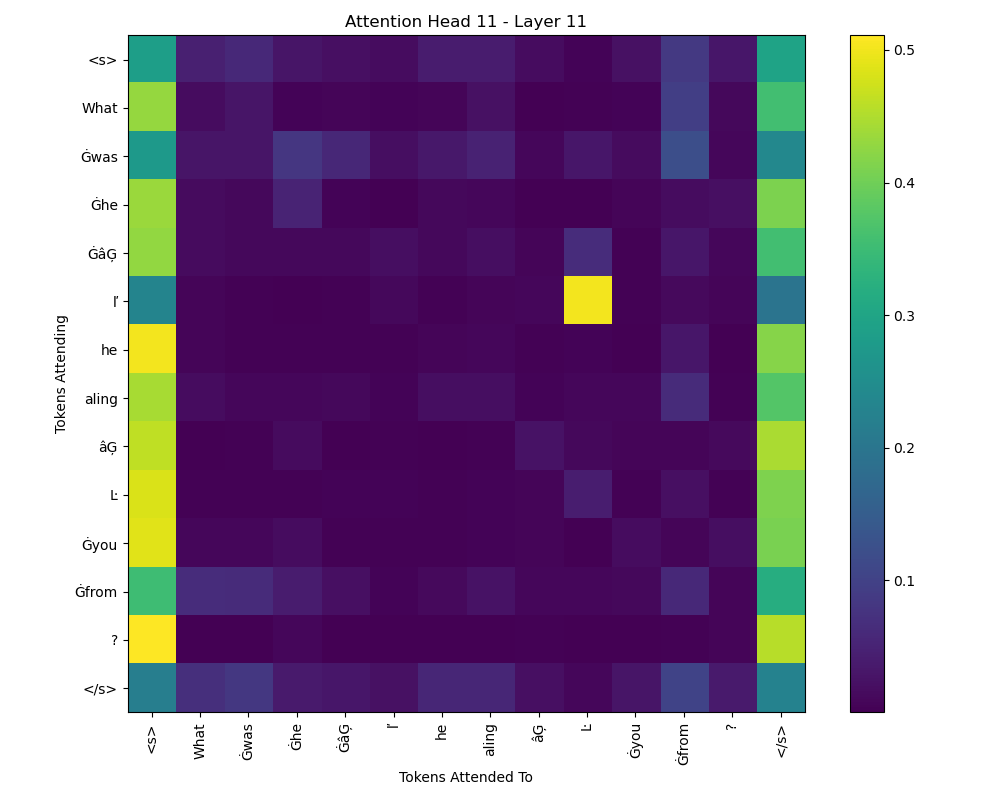 Attention Head 11 - Layer 11
<s>
What
Ġwas
Ġhe
ĠâĢ
ľ
he
aling
âĢ
Ŀ
Ġyou
Ġfrom
?
</s>
Tokens Attending
<s>
What
Ġwas
Ġhe
ĠâĢ
ľ
he
aling
âĢ
Ŀ
Ġyou
Ġfrom
?
</s>
Tokens Attended To
0.5
0.4
0.3
0.2
0.1